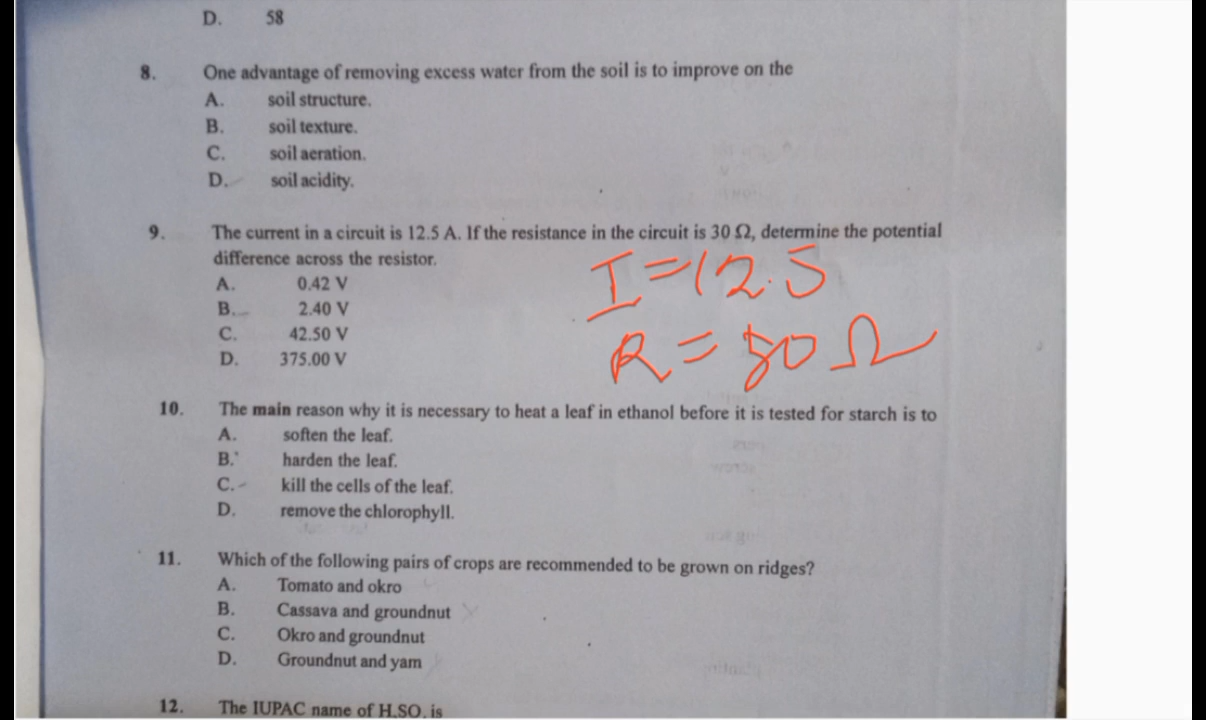 D. 58
8. One advantage of removing excess water from the soil is to improve on the
A. soil structure.
B. soil texture.
C. soil aeration.
D. soil acidity.
9. The current in a circuit is 12.5 A. If the resistance in the circuit is 30 Ω, determine the potential
difference across the resistor.
A. 0.42 V
B. 2.40 V
C. 42.50 V
D. 375.00 V
I = 12.5
R = 30 Ω
10. The main reason why it is necessary to heat a leaf in ethanol before it is tested for starch is to
A. soften the leaf.
B. harden the leaf.
C. kill the cells of the leaf.
D. remove the chlorophyll.
11. Which of the following pairs of crops are recommended to be grown on ridges?
A. Tomato and okro
B. Cassava and groundnut
C. Okro and groundnut
D. Groundnut and yam
12. The IUPAC name of H₂SO₄ is